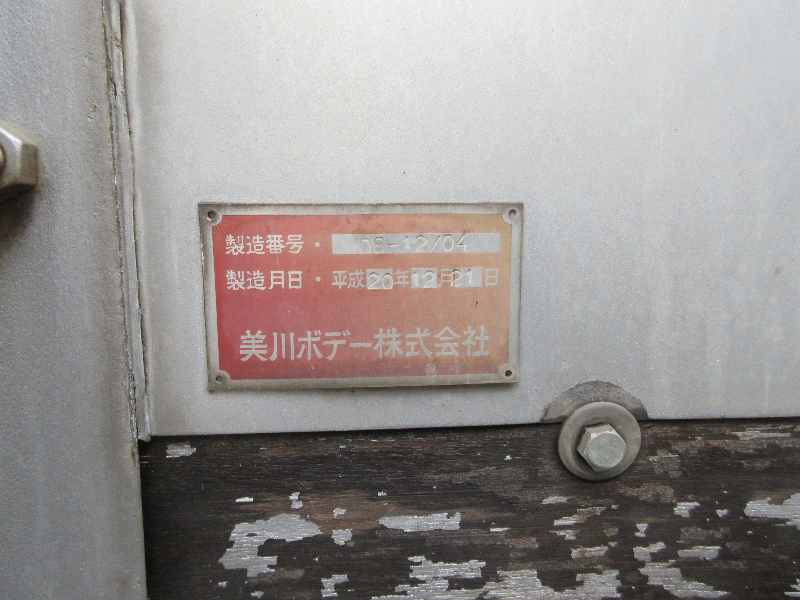 製造番号・ 08-12/04
製造月日・平成20年12月21日
美川ボデー株式会社